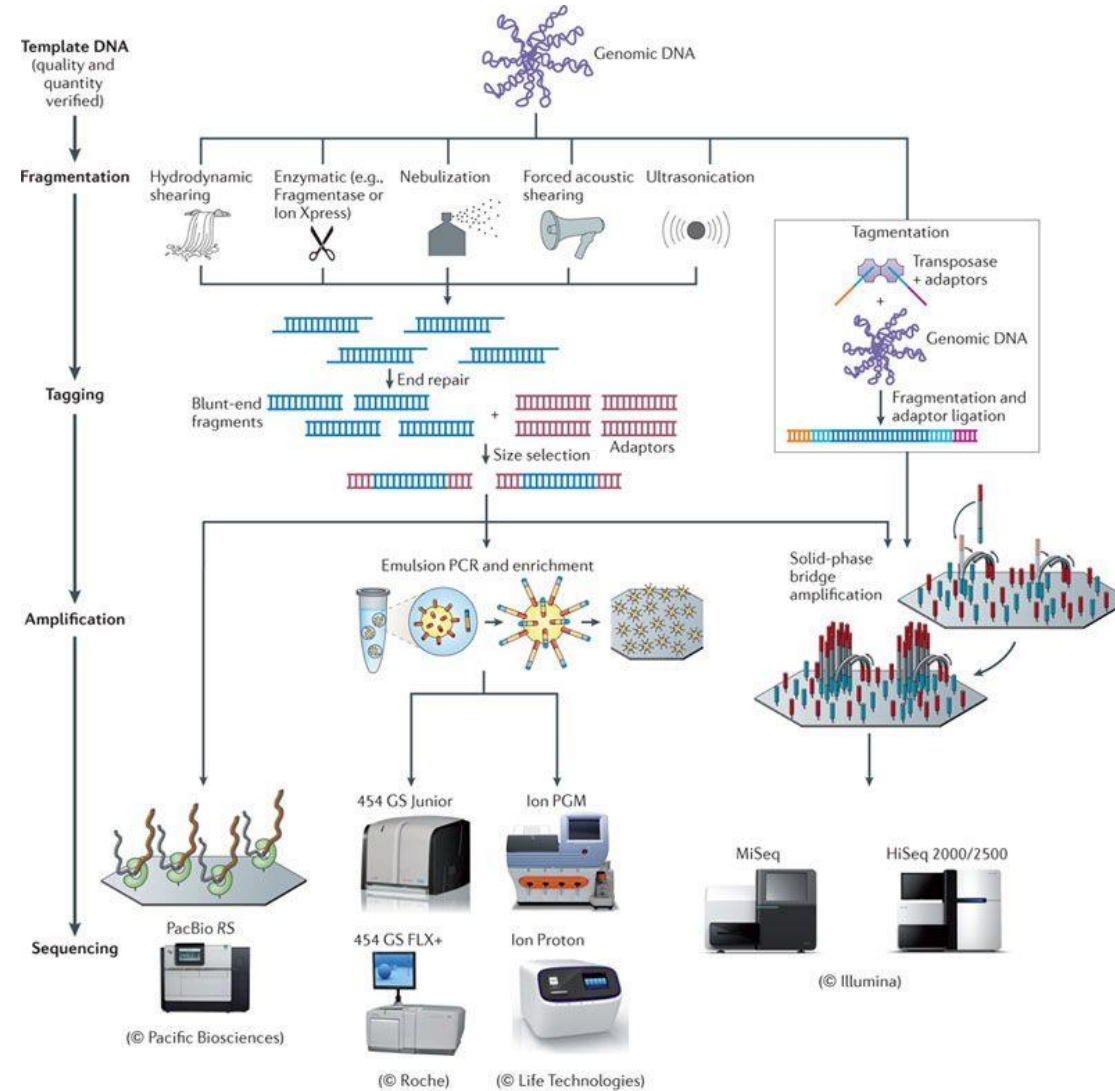 Template DNA
(quality and
quantity
verified)
Genomic DNA
Fragmentation
Hydrodynamic
shearing
Enzymatic (e.g.,
Fragmentase or
Ion Xpress)
Nebulization
Forced acoustic
shearing
Ultrasonication
Tagmentation
Transposase
+ adaptors
+
Genomic DNA
Fragmentation and
adaptor ligation
Tagging
End repair
Blunt-end
fragments
+
Adaptors
Size selection
Amplification
Emulsion PCR and enrichment
Solid-phase
bridge
amplification
Sequencing
PacBio RS
(© Pacific Biosciences)
454 GS Junior
454 GS FLX+
(© Roche)
Ion PGM
Ion Proton
(© Life Technologies)
MiSeq
HiSeq 2000/2500
(© Illumina)